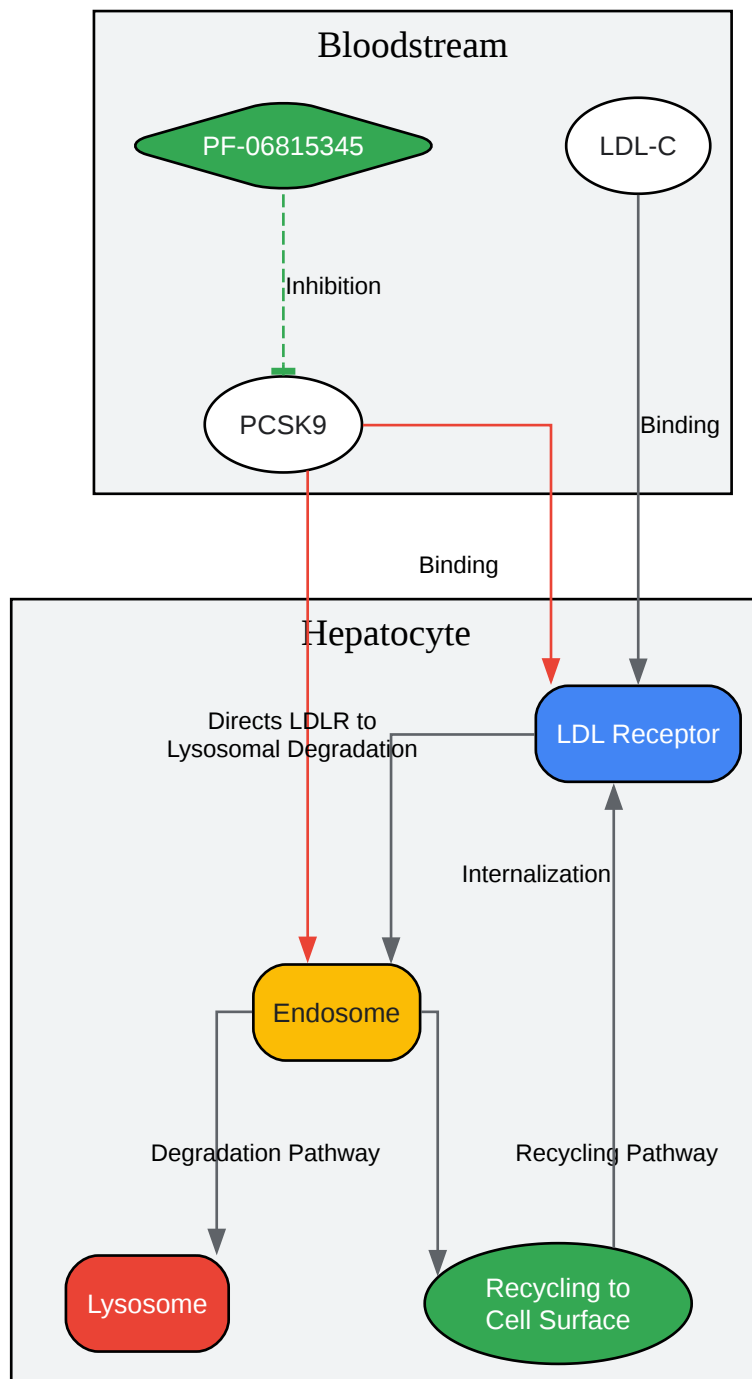 Bloodstream
PF-06815345
LDL-C
Inhibition
PCSK9
Binding
Binding
Hepatocyte
Directs LDLR to
Lysosomal Degradation
LDL Receptor
Internalization
Endosome
Degradation Pathway
Recycling Pathway
Lysosome
Recycling to
Cell Surface